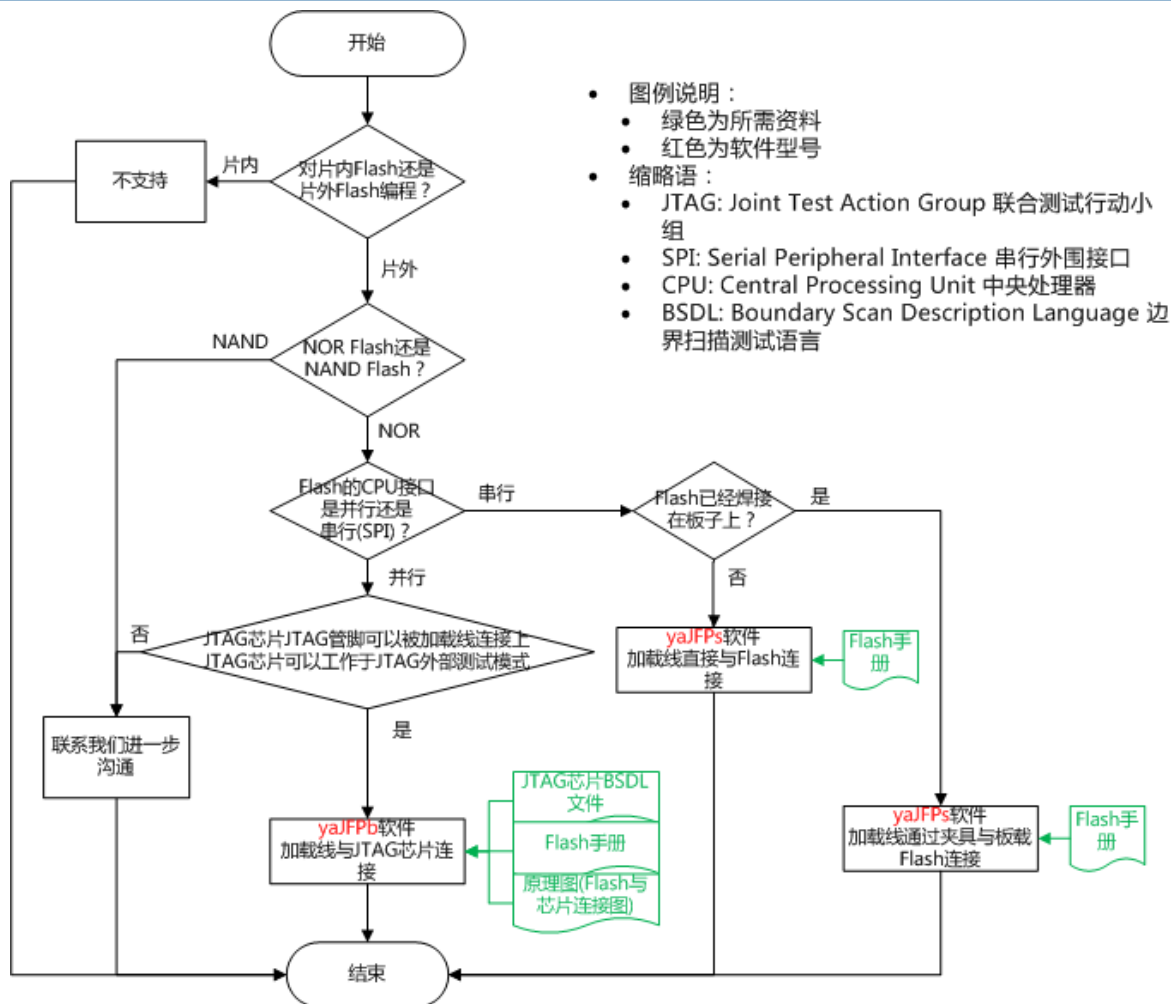 开始
图例说明：
绿色为所需资料
红色为软件型号
缩略语：
JTAG: Joint Test Action Group 联合测试行动小
组
SPI: Serial Peripheral Interface 串行外围接口
CPU: Central Processing Unit 中央处理器
BSDL: Boundary Scan Description Language 边
界扫描测试语言
对片内Flash还是
片外Flash编程？
片内
不支持
片外
NOR Flash还是
NAND Flash？
NAND
NOR
Flash的CPU接口
是并行还是
串行(SPI)？
串行
Flash已经焊接
在板子上？
是
否
并行
JTAG芯片JTAG管脚可以被加载线连接上
JTAG芯片可以工作于JTAG外部测试模式
否
是
yaJFPs软件
加载线直接与Flash连
接
Flash手
册
联系我们进一步
沟通
yaJFPb软件
加载线与JTAG芯片连
接
JTAG芯片BSDL
文件
Flash手册
原理图(Flash与
芯片连接图)
yaJFPs软件
加载线通过夹具与板载
Flash连接
Flash手
册
结束